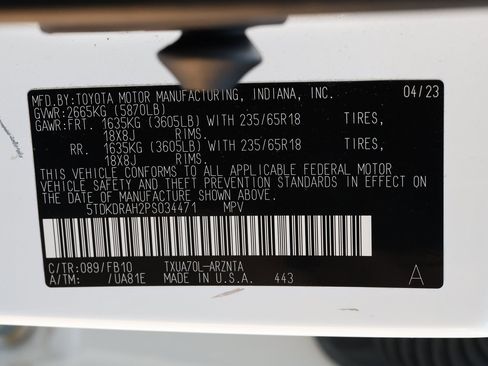 MFD.BY:TOYOTA MOTOR MANUFACTURING, INDIANA, INC. 04/23
GVWR:2665KG (5870LB)
GAWR:FRT. 1635KG (3605LB) WITH 235/65R18 TIRES,
18X8J RIMS.
RR. 1635KG (3605LB) WITH 235/65R18 TIRES,
18X8J RIMS.
THIS VEHICLE CONFORMS TO ALL APPLICABLE FEDERAL MOTOR
VEHICLE SAFETY AND THEFT PREVENTION STANDARDS IN EFFECT ON
THE DATE OF MANUFACTURE SHOWN ABOVE.
5TDKDRAH2PS034471 MPV
C/TR:089/FB10 TXUA70L-ARZNTA
A/TM: /UA81E MADE IN U.S.A. 443 A